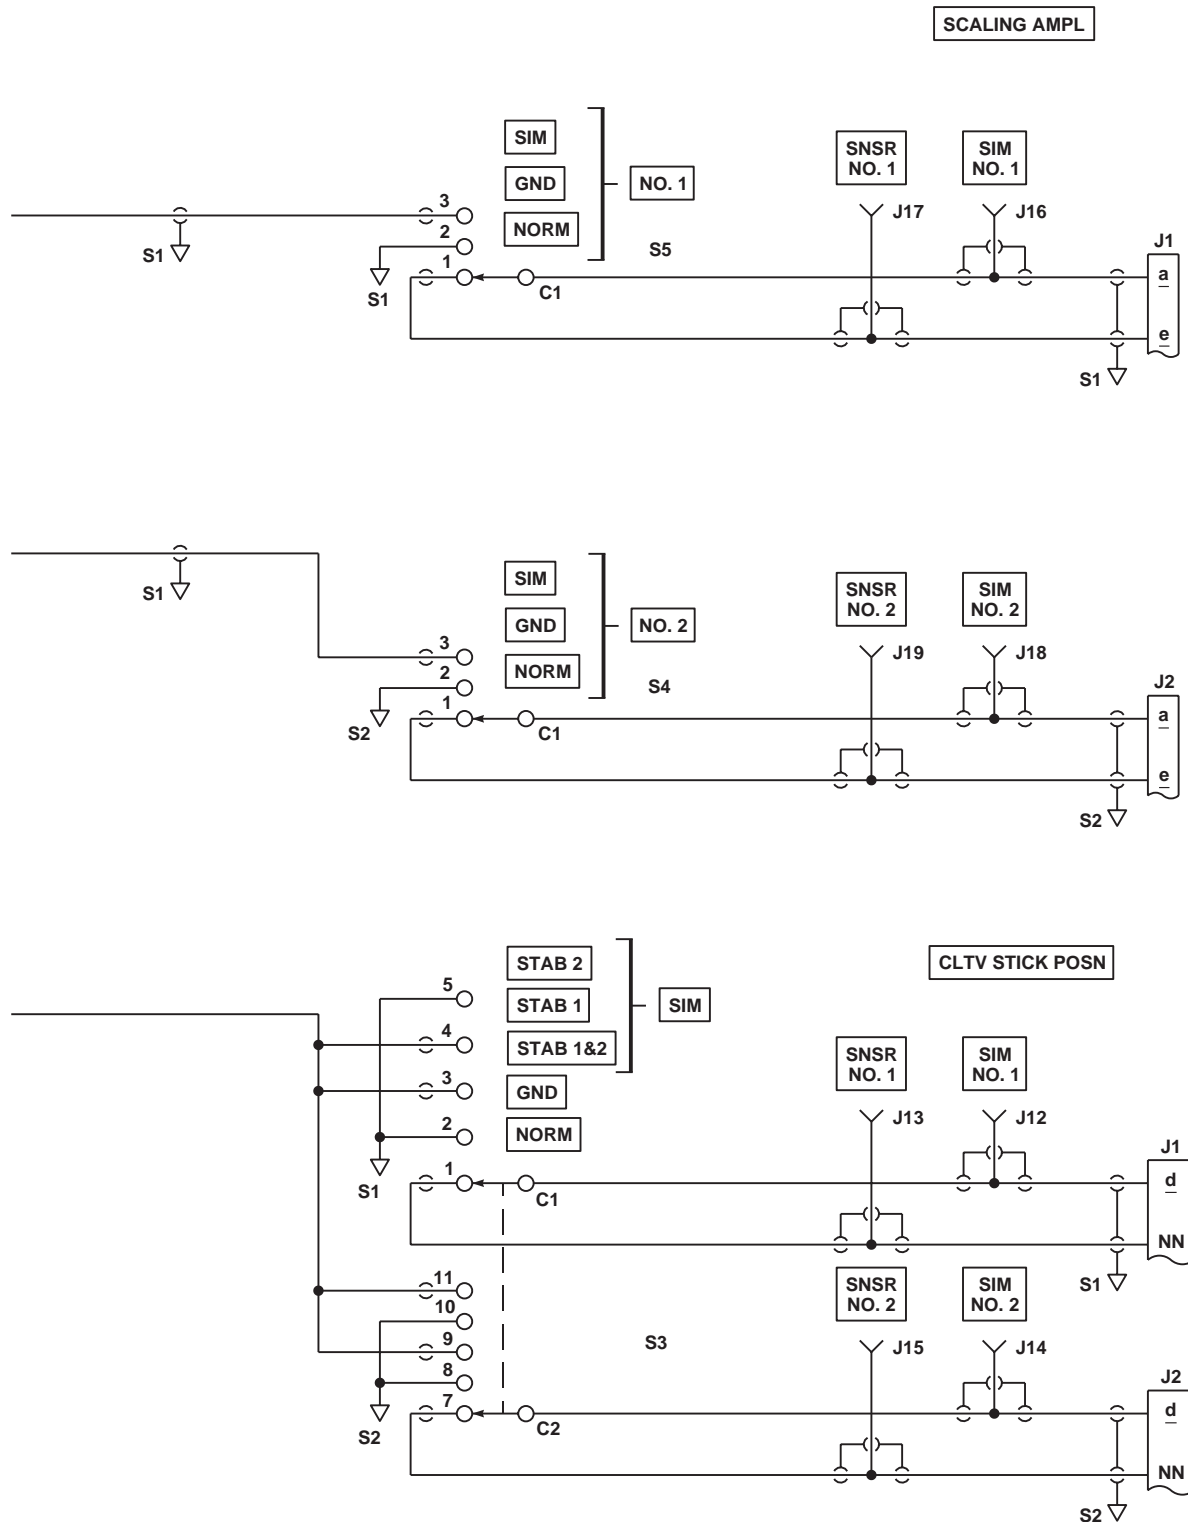 SCALING AMPL
SIM
GND
NORM
NO. 1
S5
3
2
1
S1
S1
C1
SNSR
NO. 1
J17
SIM
NO. 1
J16
J1
a
e
S1
SIM
GND
NORM
NO. 2
S4
S1
3
2
1
S2
C1
SNSR
NO. 2
J19
SIM
NO. 2
J18
J2
a
e
S2
STAB 2
STAB 1
STAB 1&2
SIM
GND
NORM
CLTV STICK POSN
5
4
3
2
1
S1
C1
SNSR
NO. 1
J13
SIM
NO. 1
J12
J1
d
NN
S1
11
10
9
8
7
S2
C2
S3
SNSR
NO. 2
J15
SIM
NO. 2
J14
J2
d
NN
S2